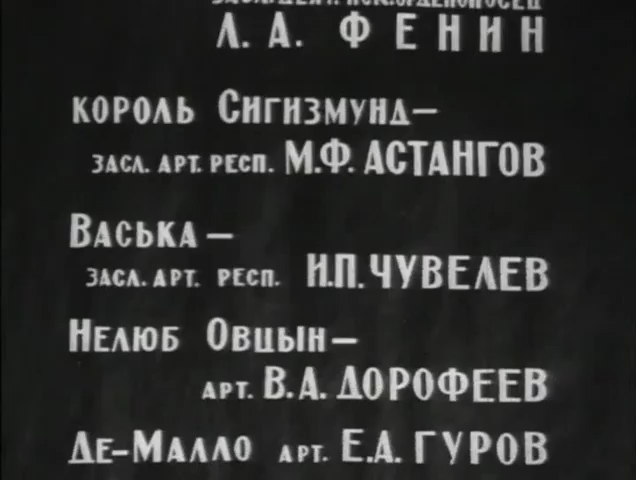 Л. А. ФЕНИН
КОРОЛЬ СИГИЗМУНД—
ЗАСЛ. АРТ. РЕСП. М.Ф. АСТАНГОВ
ВАСЬКА —
ЗАСЛ. АРТ. РЕСП. И.П. ЧУВЕЛЕВ
НЕЛЮБ ОВЦЫН—
АРТ. В.А. ДОРОФЕЕВ
ДЕ-МАЛЛО АРТ. Е.А. ГУРОВ